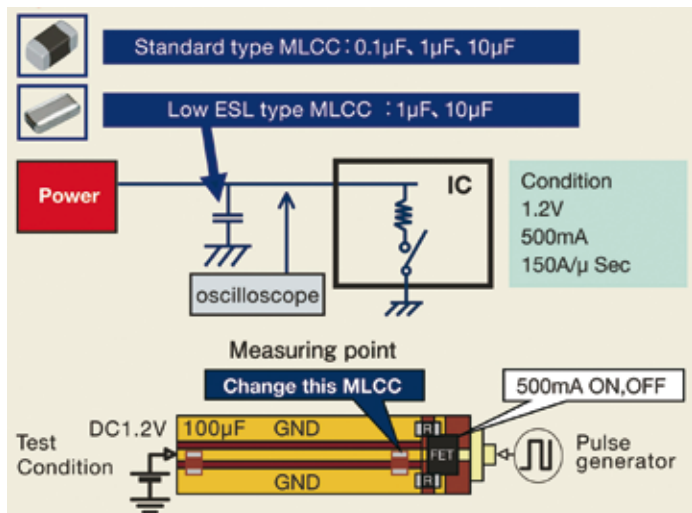 Standard type MLCC：0.1μF、1μF、10μF
Low ESL type MLCC ：1μF、10μF
Power
IC
Condition
1.2V
500mA
150A/μ Sec
oscilloscope
Measuring point
Change this MLCC
500mA ON,OFF
DC1.2V
100μF
GND
R
Test
Condition
FET
Pulse
generator
GND
R